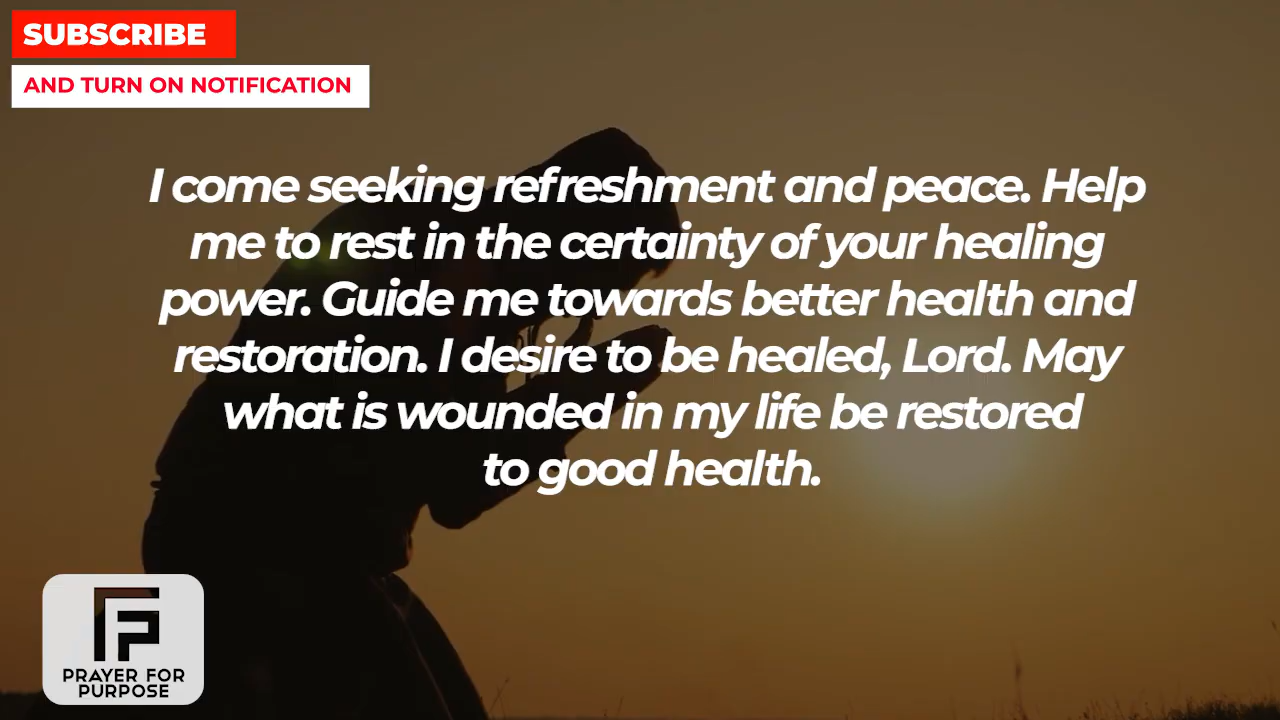 SUBSCRIBE
AND TURN ON NOTIFICATION
I come seeking refreshment and peace. Help
me to rest in the certainty of your healing
power. Guide me towards better health and
restoration. I desire to be healed, Lord. May
what is wounded in my life be restored
to good health.
PRAYER FOR
PURPOSE